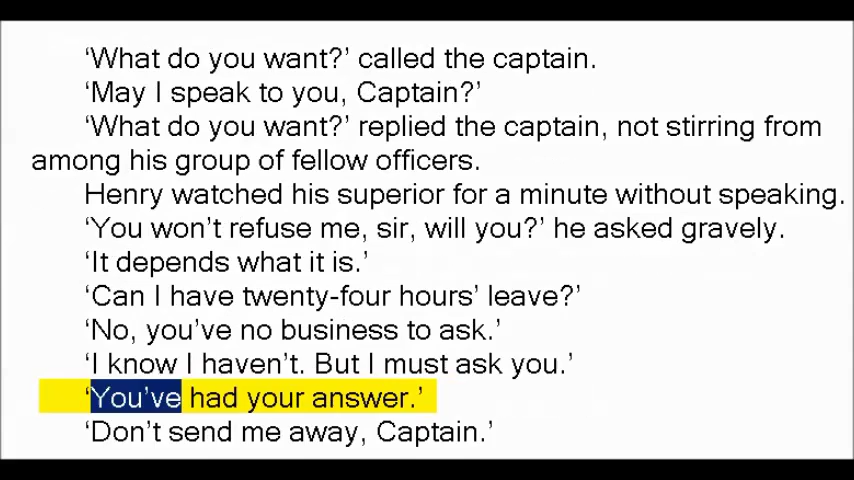 ‘What do you want?’ called the captain.
‘May I speak to you, Captain?’
‘What do you want?’ replied the captain, not stirring from
among his group of fellow officers.
Henry watched his superior for a minute without speaking.
‘You won’t refuse me, sir, will you?’ he asked gravely.
‘It depends what it is.’
‘Can I have twenty-four hours’ leave?’
‘No, you’ve no business to ask.’
‘I know I haven’t. But I must ask you.’
‘You’ve had your answer.’
‘Don’t send me away, Captain.’